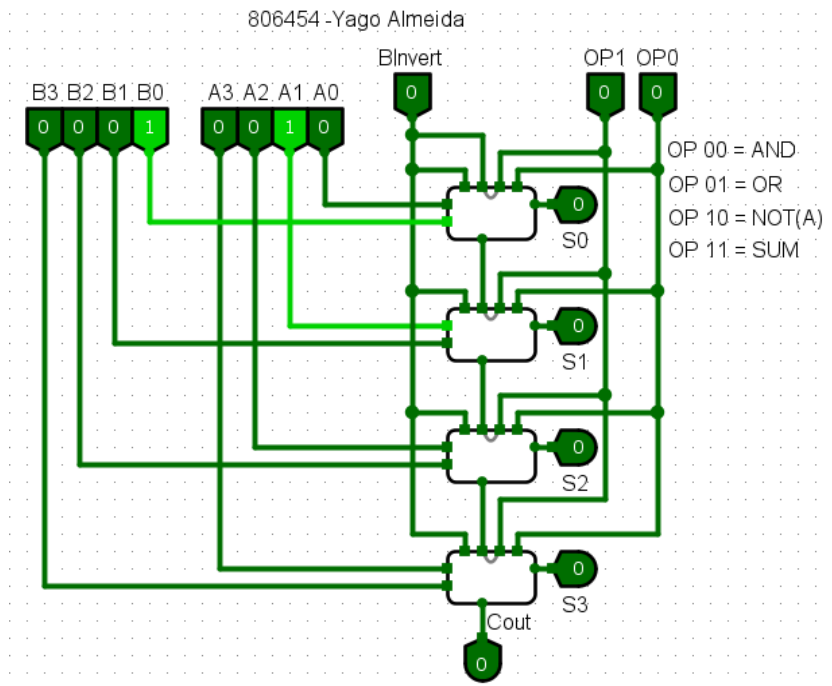 806454 -Yago Almeida
BInvert OP1 OP0
B3 B2 B1 B0 A3 A2 A1 A0
0 0 0
0 0 0 1 0 0 1 0
OP 00 = AND
OP 01 = OR
OP 10 = NOT(A)
OP 11 = SUM
0
S0
0
S1
0
S2
0
S3
Cout
0